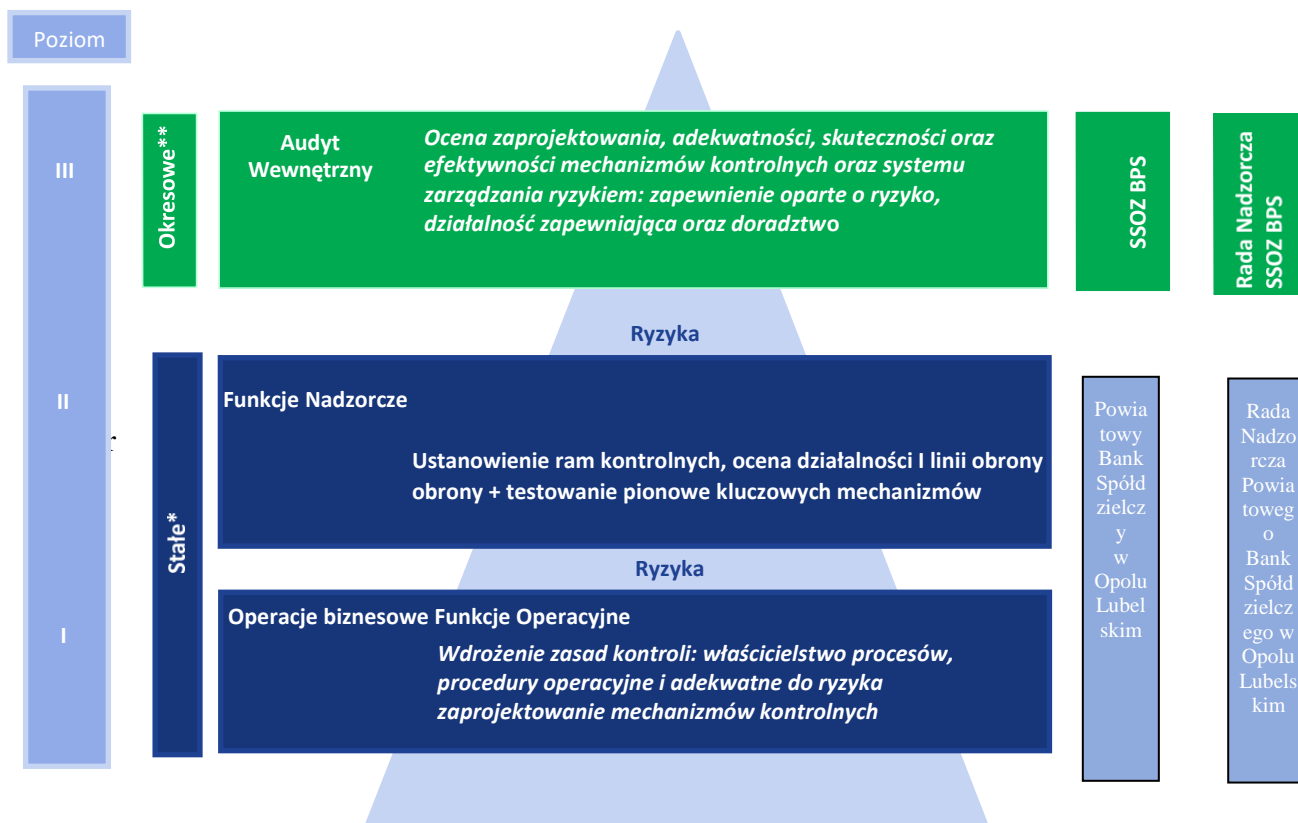 Poziom
III
Okresowe**
Audyt
Wewnętrzny
Ocena zaprojektowania, adekwatności, skuteczności oraz
efektywności mechanizmów kontrolnych oraz systemu
zarządzania ryzykiem: zapewnienie oparte o ryzyko,
działalność zapewniająca oraz doradztwo
SSOZ BPS
Rada Nadzorcza
SSOZ BPS
Ryzyka
II
r
Stałe*
Funkcje Nadzorcze
Ustanowienie ram kontrolnych, ocena działalności I linii obrony
obrony + testowanie pionowe kluczowych mechanizmów
Powia
towy
Bank
Spółd
zielcz
y
w
Opolu
Lubel
skim
Rada
Nadzo
rcza
Powia
toweg
o
Bank
Spółd
zielcz
ego w
Opolu
Lubels
kim
Ryzyka
I
Operacje biznesowe Funkcje Operacyjne
Wdrożenie zasad kontroli: właścicielstwo procesów,
procedury operacyjne i adekwatne do ryzyka
zaprojektowanie mechanizmów kontrolnych